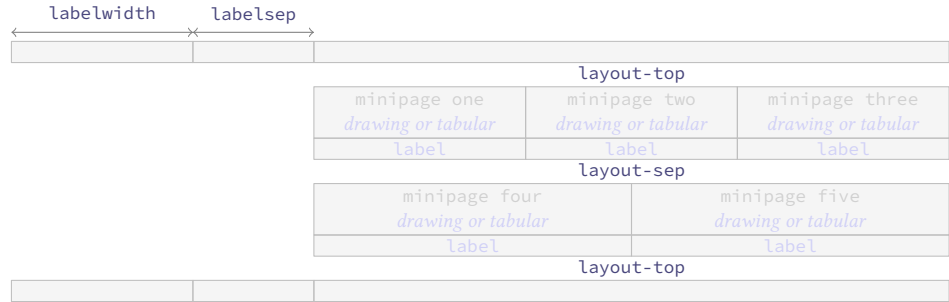 labelwidth labelsep
layout-top
minipage one minipage two minipage three
drawing or tabular drawing or tabular drawing or tabular
label label label
layout-sep
minipage four minipage five
drawing or tabular drawing or tabular
label label
layout-top